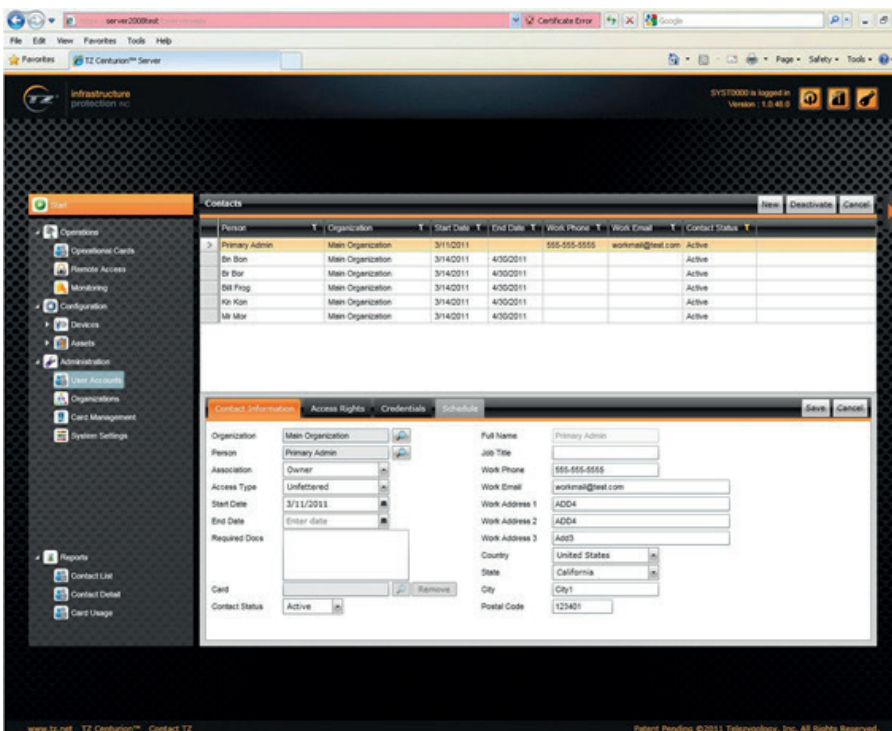 server2008test
Certificate Error
Google
File Edit View Favorites Tools Help
Favorites TZ Centurion™ Server
Page Safety Tools
TZ infrastructure protection INC
SYST0000 is logged in
Version : 1.0.46.0
Start
Contacts New Deactivate Cancel
Person Organization Start Date End Date Work Phone Work Email Contact Status
Primary Admin Main Organization 3/11/2011 555-555-5555 workmail@test.com Active
Bn Bon Main Organization 3/14/2011 4/30/2011 Active
Br Bor Main Organization 3/14/2011 4/30/2011 Active
Bill Frog Main Organization 3/14/2011 4/30/2011 Active
Kn Kon Main Organization 3/14/2011 4/30/2011 Active
Mr Mor Main Organization 3/14/2011 4/30/2011 Active
Operations
Operational Cards
Remote Access
Monitoring
Configuration
Devices
Assets
Administration
User Accounts
Organizations
Card Management
System Settings
Reports
Contact List
Contact Detail
Card Usage
Contact Information Access Rights Credentials Schedule Save Cancel
Organization Main Organization Full Name Primary Admin
Person Primary Admin Job Title
Association Owner Work Phone 555-555-5555
Access Type Unfettered Work Email workmail@test.com
Start Date 3/11/2011 Work Address 1 ADD4
End Date Enter date Work Address 2 ADD4
Required Docs Work Address 3 Add3
Country United States
State California
Card Remove City City1
Contact Status Active Postal Code 123401
www.tz.net TZ Centurion™ Contact TZ
Patent Pending ©2011 Telezygology, Inc. All Rights Reserved.